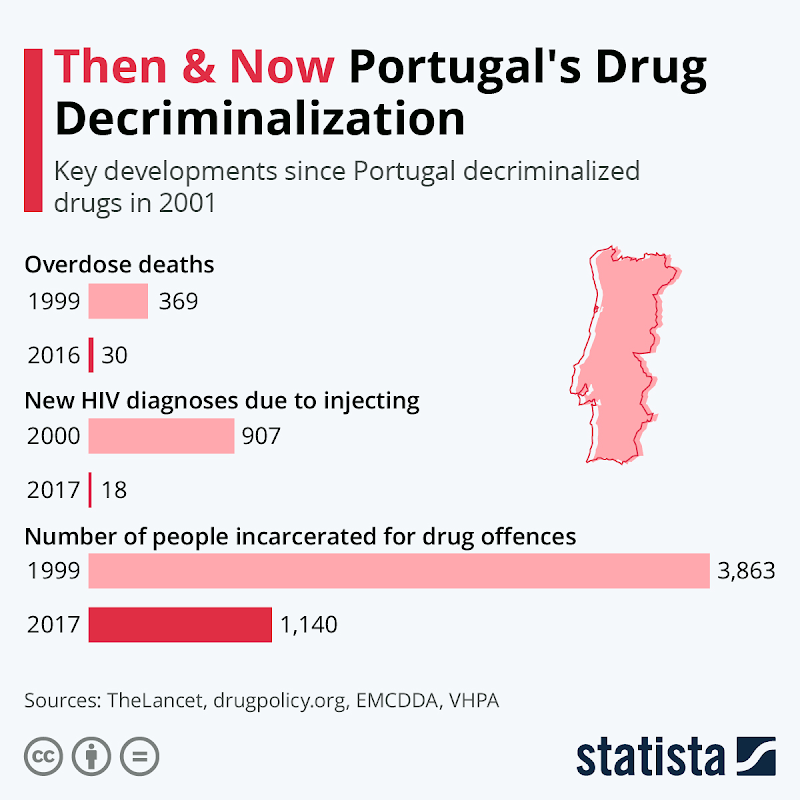 Then & Now Portugal's Drug
Decriminalization
Key developments since Portugal decriminalized
drugs in 2001
Overdose deaths
1999 369
2016 30
New HIV diagnoses due to injecting
2000 907
2017 18
Number of people incarcerated for drug offences
1999 3,863
2017 1,140
Sources: TheLancet, drugpolicy.org, EMCDDA, VHPA
cc
statista